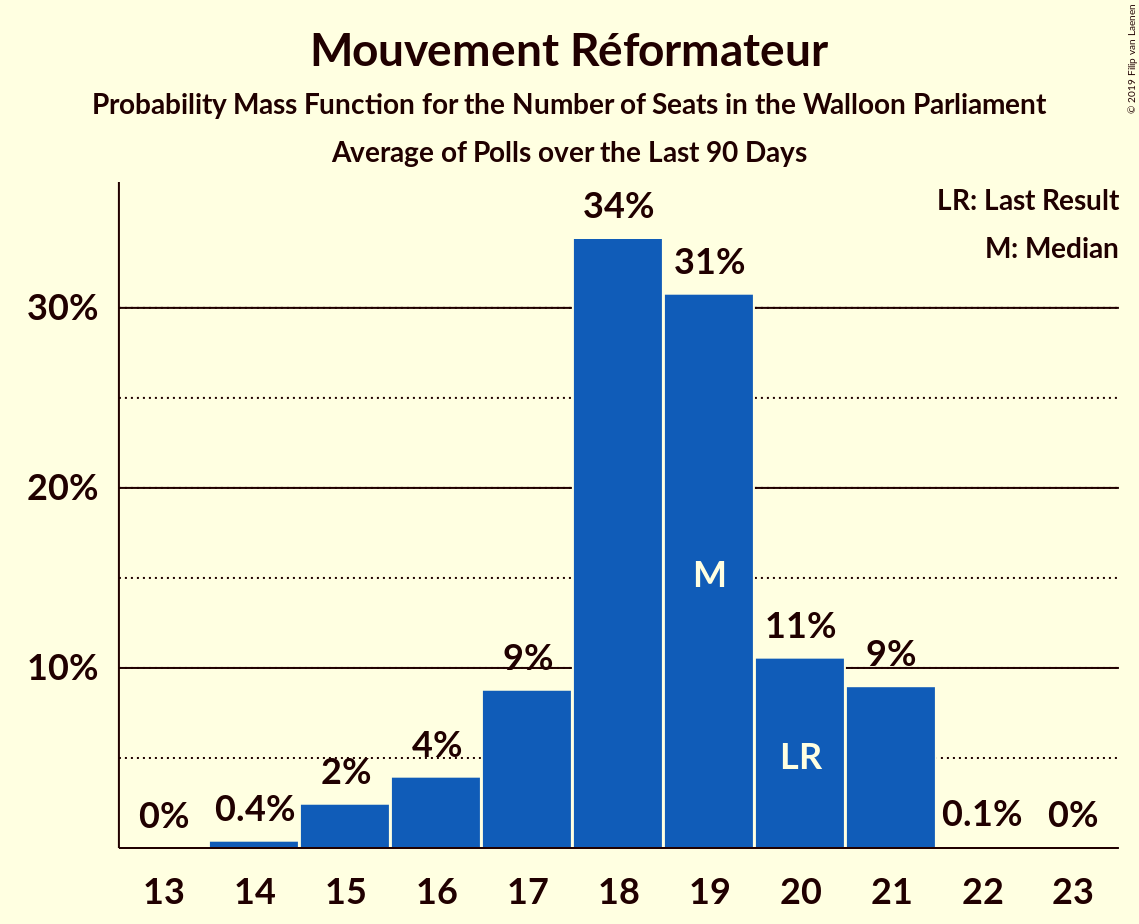 Mouvement Réformateur
Probability Mass Function for the Number of Seats in the Walloon Parliament
Average of Polls over the Last 90 Days
© 2019 Filip van Laenen
LR: Last Result
M: Median
34%
31%
30%
20%
M
11%
9%
9%
10%
4%
LR
2%
0%
0.4%
0.1%
0%
13 14 15 16 17 18 19 20 21 22 23